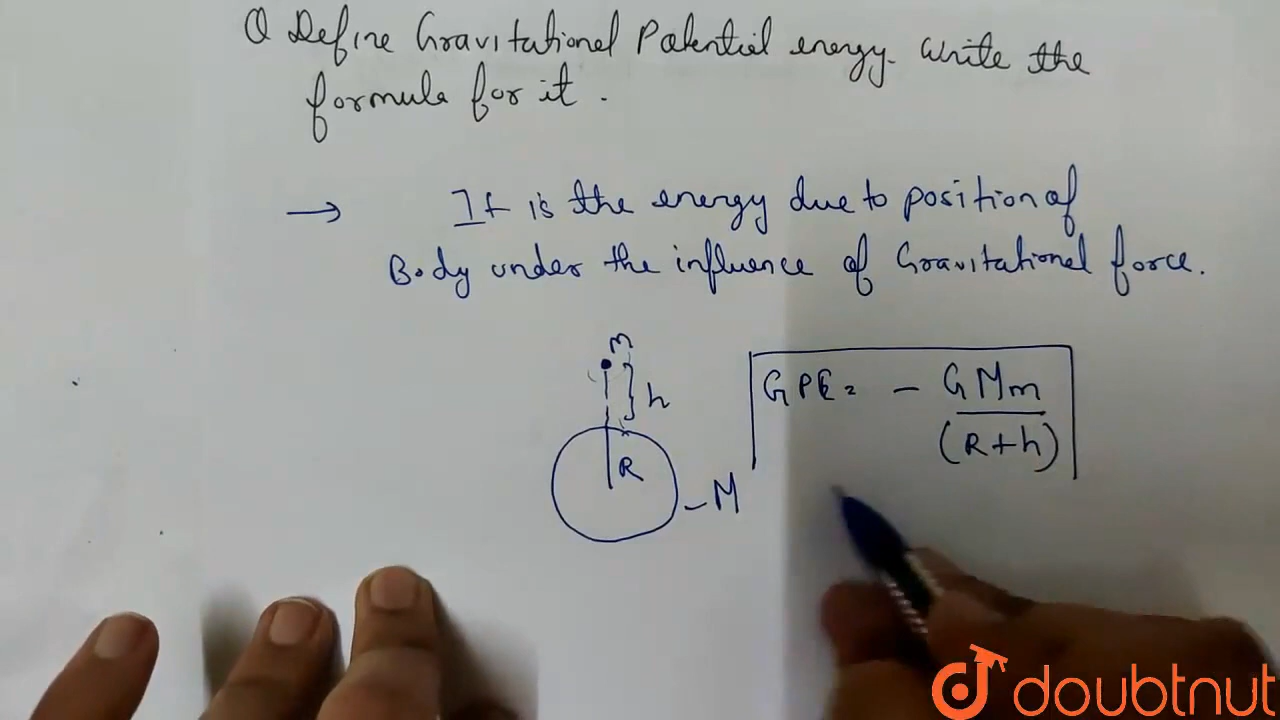 Q Define Gravitational Potential energy. Write the
formula for it.
→ It is the energy due to position of
Body under the influence of Gravitational force.
m
h
R
M
GPE = - GMm
(R+h)
doubtnut